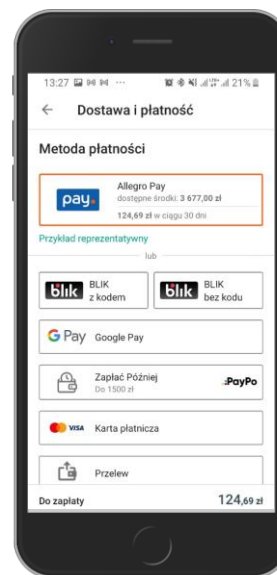 13:27 ... 21%
Dostawa i płatność
Metoda płatności
pay.
Allegro Pay
dostępne środki: 3 677,00 zł
124,69 zł w ciągu 30 dni
Przykład reprezentatywny
lub
blik BLIK z kodem
blik BLIK bez kodu
G Pay Google Pay
Zapłać Później
Do 1500 zł
PayPo
VISA Karta płatnicza
Przelew
Do zapłaty 124,69 zł